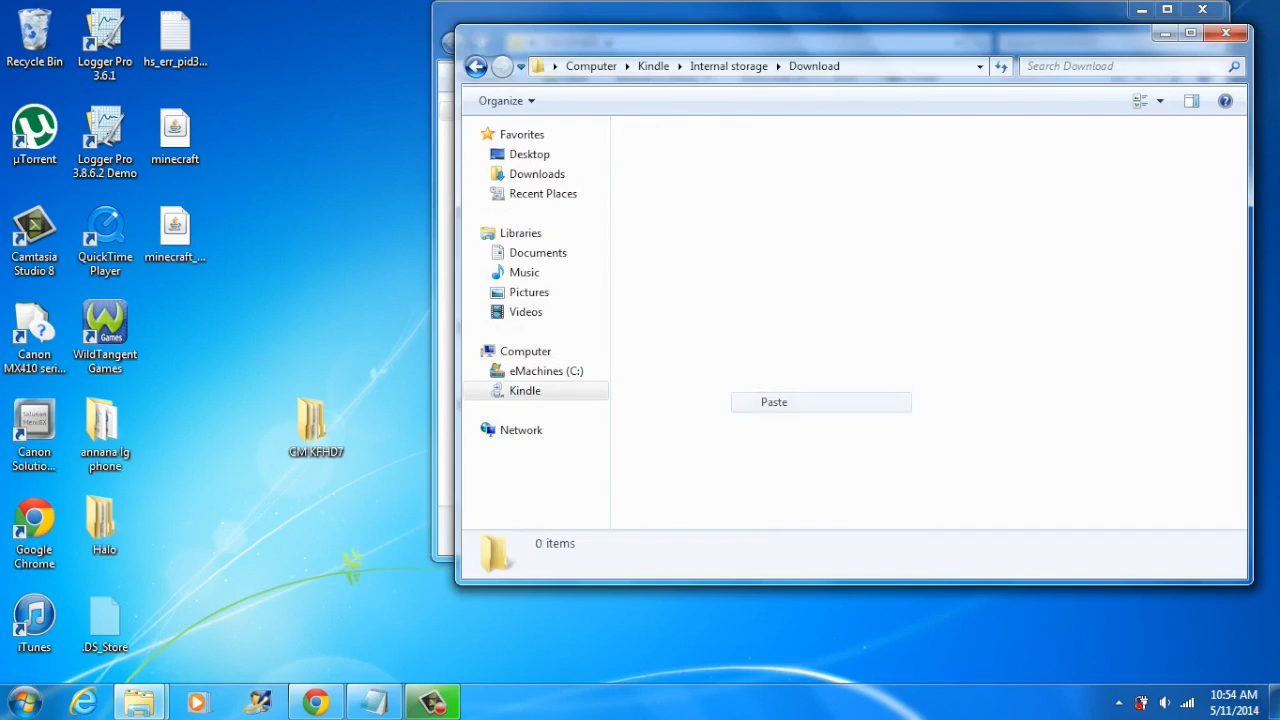 Recycle Bin
Logger Pro
3.6.1
hs_err_pid3...
µTorrent
Logger Pro
3.8.6.2 Demo
minecraft
Camtasia
Studio 8
QuickTime
Player
minecraft_...
Canon
MX410 seri...
WildTangent
Games
Canon
Solutio...
annana lg
phone
CM KFHD7
Google
Chrome
Halo
iTunes
.DS_Store
Computer
Kindle
Internal storage
Download
Search Download
Organize
Favorites
Desktop
Downloads
Recent Places
Libraries
Documents
Music
Pictures
Videos
Computer
eMachines (C:)
Kindle
Network
Paste
0 items
10:54 AM
5/11/2014